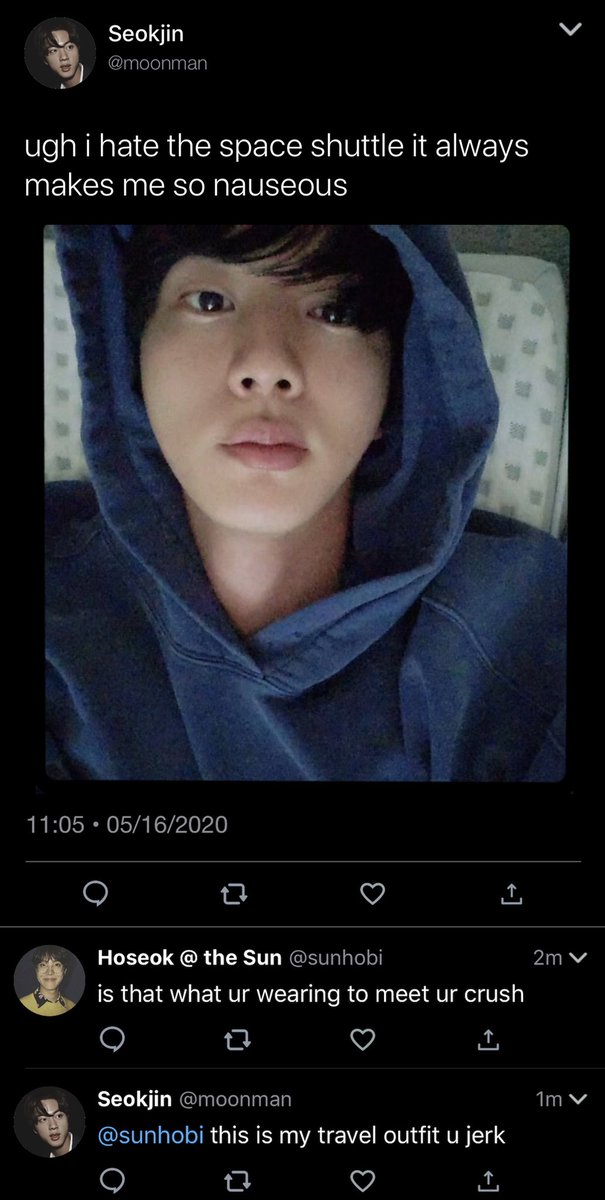 Seokjin
@moonman
ugh i hate the space shuttle it always
makes me so nauseous
11:05 • 05/16/2020
Hoseok @ the Sun @sunhobi 2m
is that what ur wearing to meet ur crush
Seokjin @moonman 1m
@sunhobi this is my travel outfit u jerk